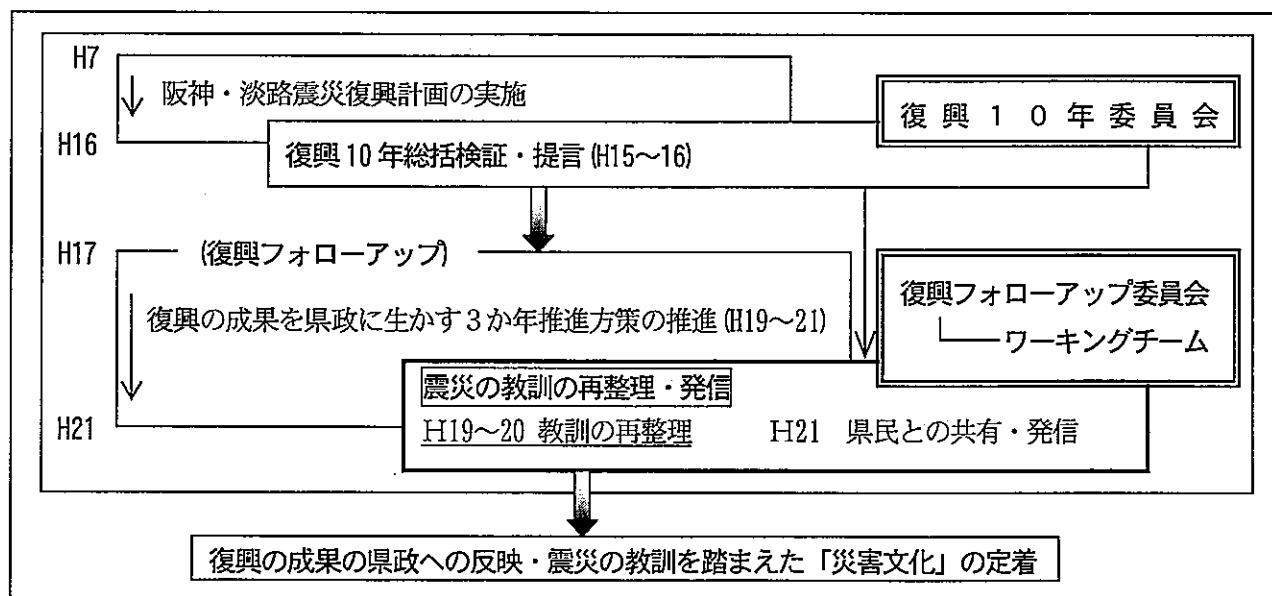 H7
阪神・淡路震災復興計画の実施
復興10年委員会
H16
復興10年総括検証・提言(H15～16)
H17
(復興フォローアップ)
復興フォローアップ委員会
ワーキングチーム
復興の成果を県政に生かす3か年推進方策の推進(H19～21)
震災の教訓の再整理・発信
H21
H19～20 教訓の再整理
H21 県民との共有・発信
復興の成果の県政への反映・震災の教訓を踏まえた「災害文化」の定着